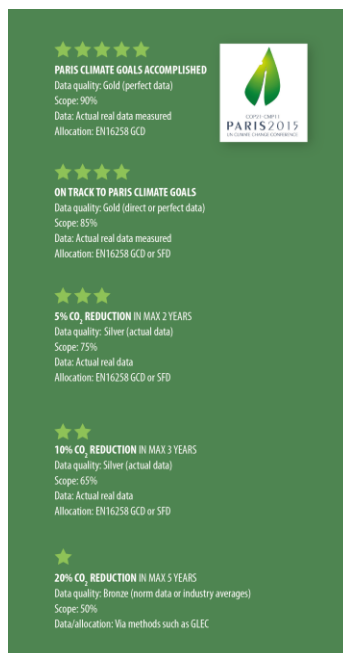 PARIS CLIMATE GOALS ACCOMPLISHED
Data quality: Gold (perfect data)
Scope: 90%
Data: Actual real data measured
Allocation: EN16258 GCD
COP21·CMP11
PARIS2015
UN CLIMATE CHANGE CONFERENCE
ON TRACK TO PARIS CLIMATE GOALS
Data quality: Gold (direct or perfect data)
Scope: 85%
Data: Actual real data measured
Allocation: EN16258 GCD or SFD
5% CO₂ REDUCTION IN MAX 2 YEARS
Data quality: Silver (actual data)
Scope: 75%
Data: Actual real data
Allocation: EN16258 GCD or SFD
10% CO₂ REDUCTION IN MAX 3 YEARS
Data quality: Silver (actual data)
Scope: 65%
Data: Actual real data
Allocation: EN16258 GCD or SFD
20% CO₂ REDUCTION IN MAX 5 YEARS
Data quality: Bronze (norm data or industry averages)
Scope: 50%
Data/allocation: Via methods such as GLEC